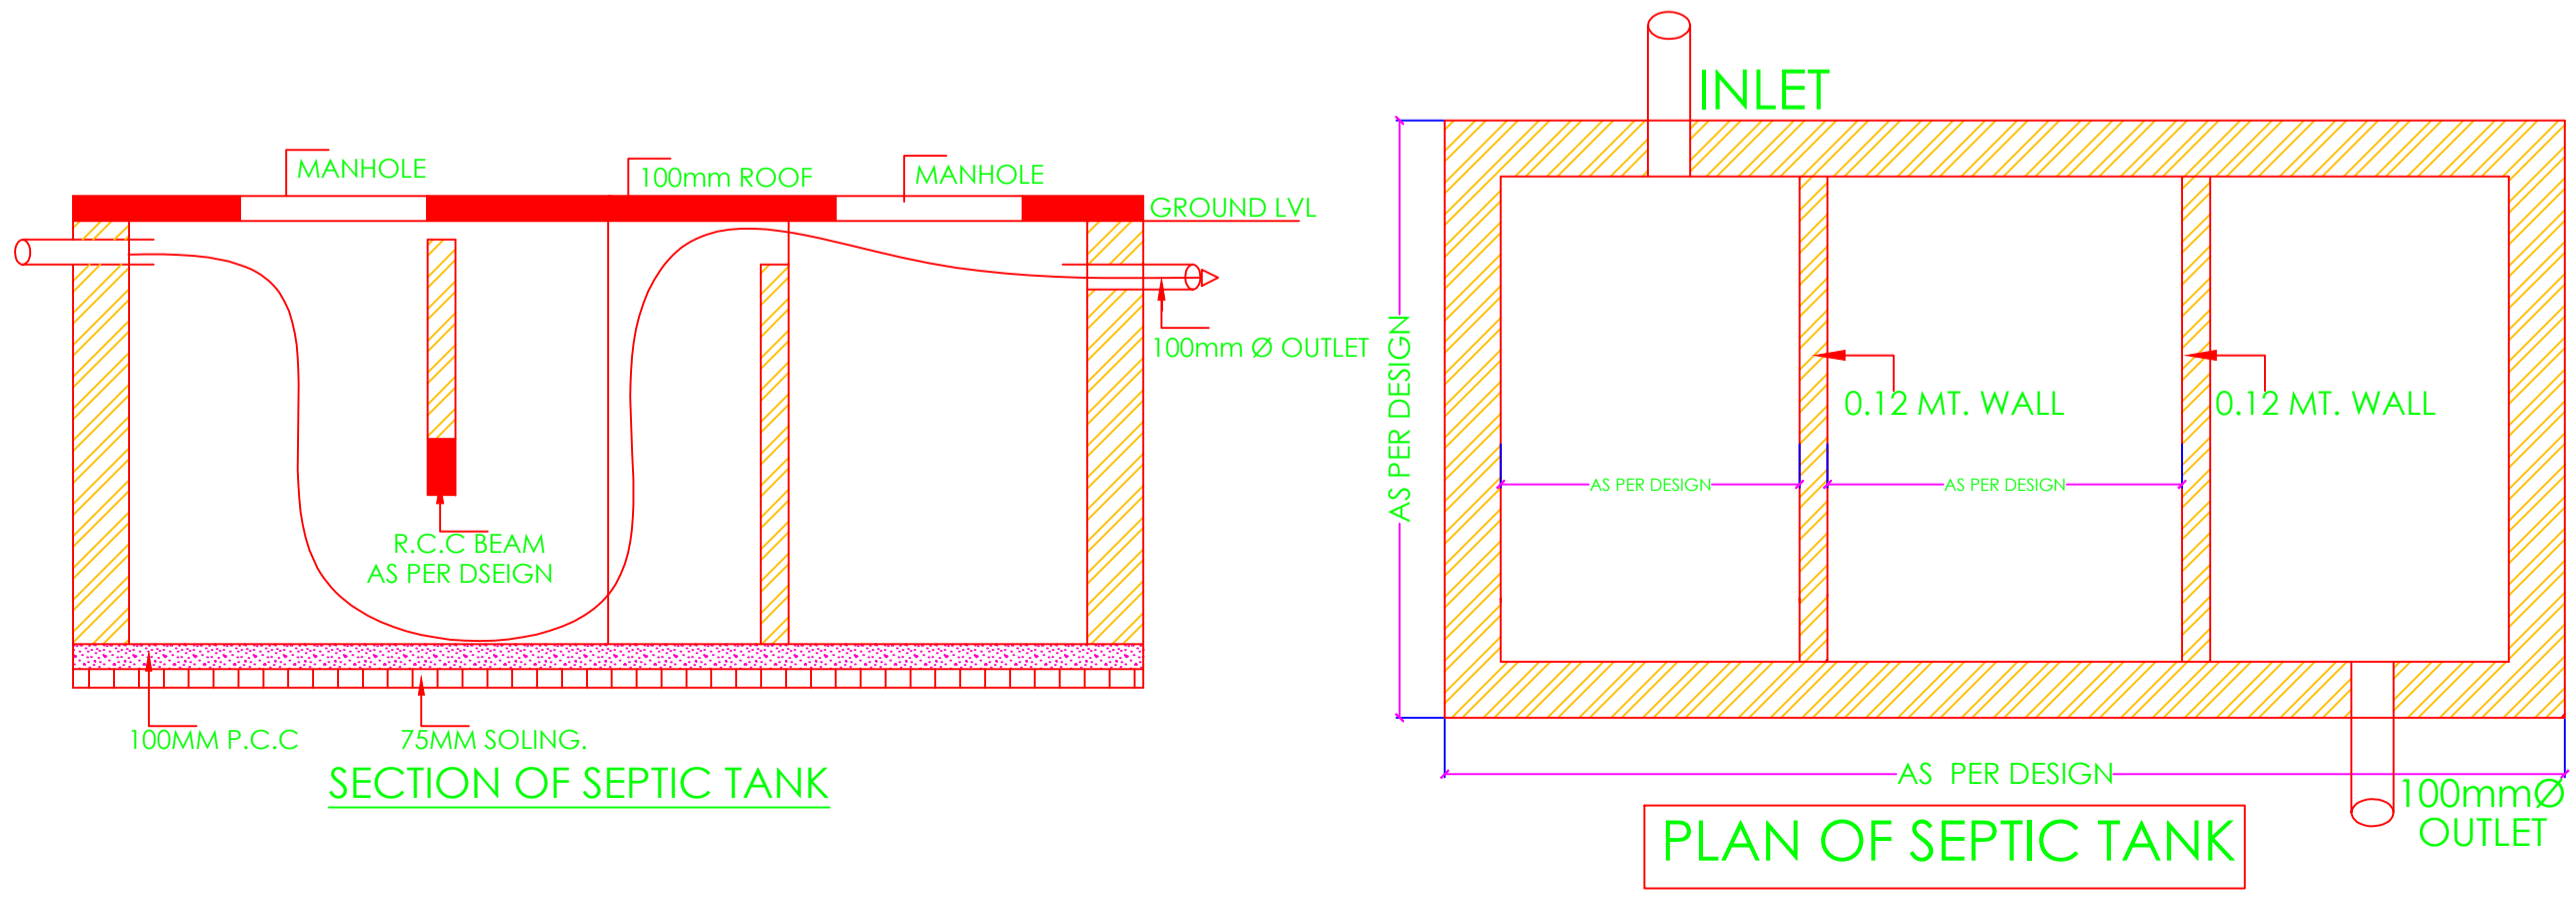 MANHOLE
100mm ROOF
MANHOLE
GROUND LVL
100mm Ø OUTLET
R.C.C BEAM
AS PER DSEIGN
100MM P.C.C
75MM SOLING.
SECTION OF SEPTIC TANK
INLET
AS PER DESIGN
0.12 MT. WALL
0.12 MT. WALL
AS PER DESIGN
AS PER DESIGN
AS PER DESIGN
100mmØ
OUTLET
PLAN OF SEPTIC TANK